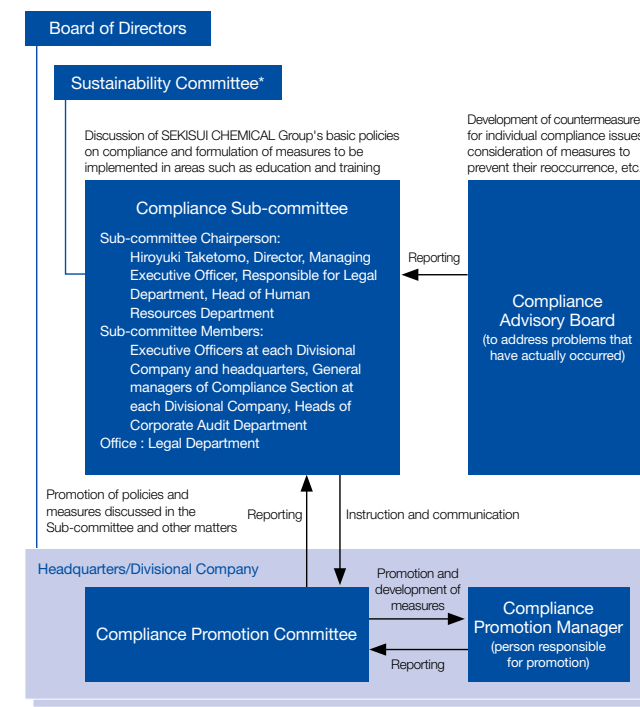 Board of Directors
Sustainability Committee*
Discussion of SEKISUI CHEMICAL Group's basic policies
on compliance and formulation of measures to be
implemented in areas such as education and training
Development of countermeasure
for individual compliance issues
consideration of measures to
prevent their reoccurrence, etc.
Compliance Sub-committee
Sub-committee Chairperson:
Hiroyuki Taketomo, Director, Managing
Executive Officer, Responsible for Legal
Department, Head of Human
Resources Department
Sub-committee Members:
Executive Officers at each Divisional
Company and headquarters, General
managers of Compliance Section at
each Divisional Company, Heads of
Corporate Audit Department
Office : Legal Department
Reporting
Compliance
Advisory Board
(to address problems that
have actually occurred)
Promotion of policies and
measures discussed in the
Sub-committee and other matters
Reporting
Instruction and communication
Headquarters/Divisional Company
Compliance Promotion Committee
Promotion and
development of
measures
Reporting
Compliance
Promotion Manager
(person responsible
for promotion)